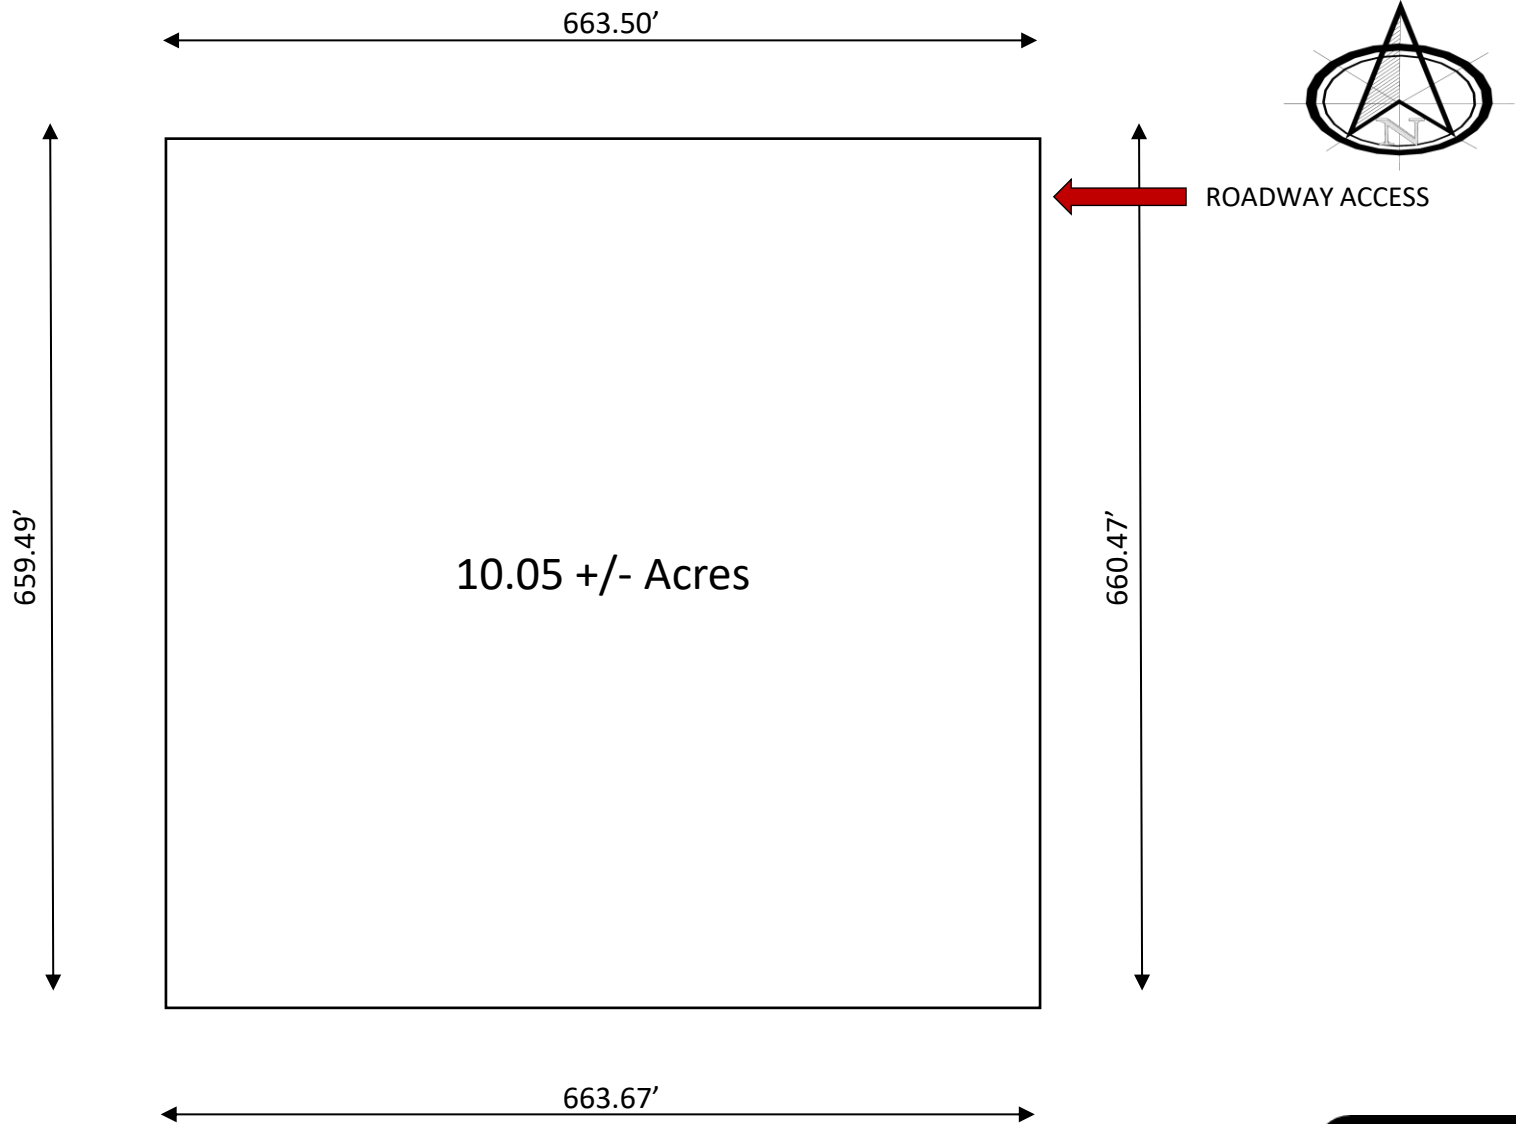 663.50’
N
ROADWAY ACCESS
659.49’
10.05 +/- Acres
660.47’
663.67’